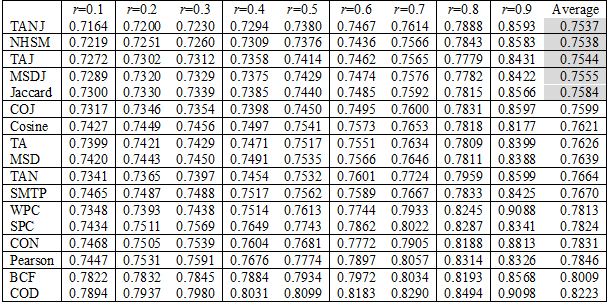 r=0.1 r=0.2 r=0.3 r=0.4 r=0.5 r=0.6 r=0.7 r=0.8 r=0.9 Average
TANJ 0.7164 0.7200 0.7230 0.7294 0.7380 0.7467 0.7614 0.7888 0.8593 0.7537
NHSM 0.7219 0.7251 0.7260 0.7309 0.7376 0.7436 0.7566 0.7843 0.8583 0.7538
TAJ 0.7272 0.7302 0.7312 0.7358 0.7414 0.7462 0.7565 0.7779 0.8431 0.7544
MSDJ 0.7289 0.7320 0.7329 0.7375 0.7429 0.7474 0.7576 0.7782 0.8422 0.7555
Jaccard 0.7300 0.7330 0.7339 0.7385 0.7440 0.7485 0.7592 0.7815 0.8566 0.7584
COJ 0.7317 0.7346 0.7354 0.7398 0.7450 0.7495 0.7600 0.7831 0.8597 0.7599
Cosine 0.7427 0.7449 0.7456 0.7497 0.7541 0.7573 0.7653 0.7818 0.8177 0.7621
TA 0.7399 0.7421 0.7429 0.7471 0.7517 0.7551 0.7634 0.7809 0.8399 0.7626
MSD 0.7420 0.7443 0.7450 0.7491 0.7535 0.7566 0.7646 0.7811 0.8388 0.7639
TAN 0.7341 0.7365 0.7397 0.7454 0.7532 0.7601 0.7724 0.7959 0.8599 0.7664
SMTP 0.7465 0.7487 0.7488 0.7517 0.7562 0.7589 0.7667 0.7833 0.8425 0.7670
WPC 0.7348 0.7393 0.7438 0.7514 0.7613 0.7744 0.7933 0.8245 0.9088 0.7813
SPC 0.7434 0.7511 0.7569 0.7649 0.7743 0.7862 0.8022 0.8287 0.8341 0.7824
CON 0.7468 0.7505 0.7539 0.7604 0.7681 0.7772 0.7905 0.8188 0.8813 0.7831
Pearson 0.7447 0.7531 0.7591 0.7676 0.7774 0.7897 0.8057 0.8314 0.8326 0.7846
BCF 0.7822 0.7832 0.7845 0.7884 0.7934 0.7972 0.8034 0.8193 0.8568 0.8009
COD 0.7894 0.7937 0.7980 0.8031 0.8099 0.8183 0.8290 0.8494 0.9098 0.8223